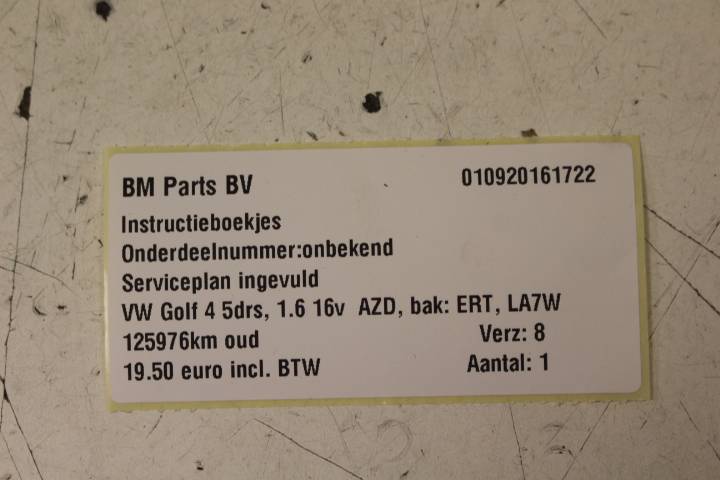 BM Parts BV 010920161722
Instructieboekjes
Onderdeelnummer:onbekend
Serviceplan ingevuld
VW Golf 4 5drs, 1.6 16v AZD, bak: ERT, LA7W
125976km oud Verz: 8
19.50 euro incl. BTW Aantal: 1